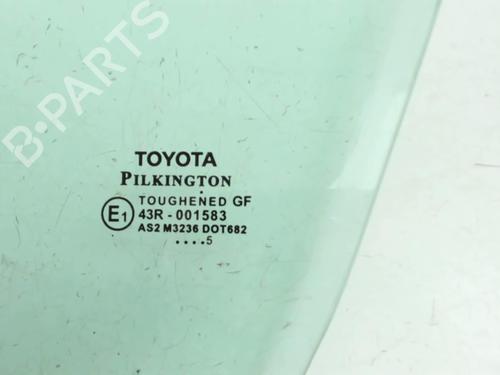 B-PARTS
TOYOTA
PILKINGTON
TOUGHENED GF
E1 43R-001583
AS2 M3236 DOT682
....5